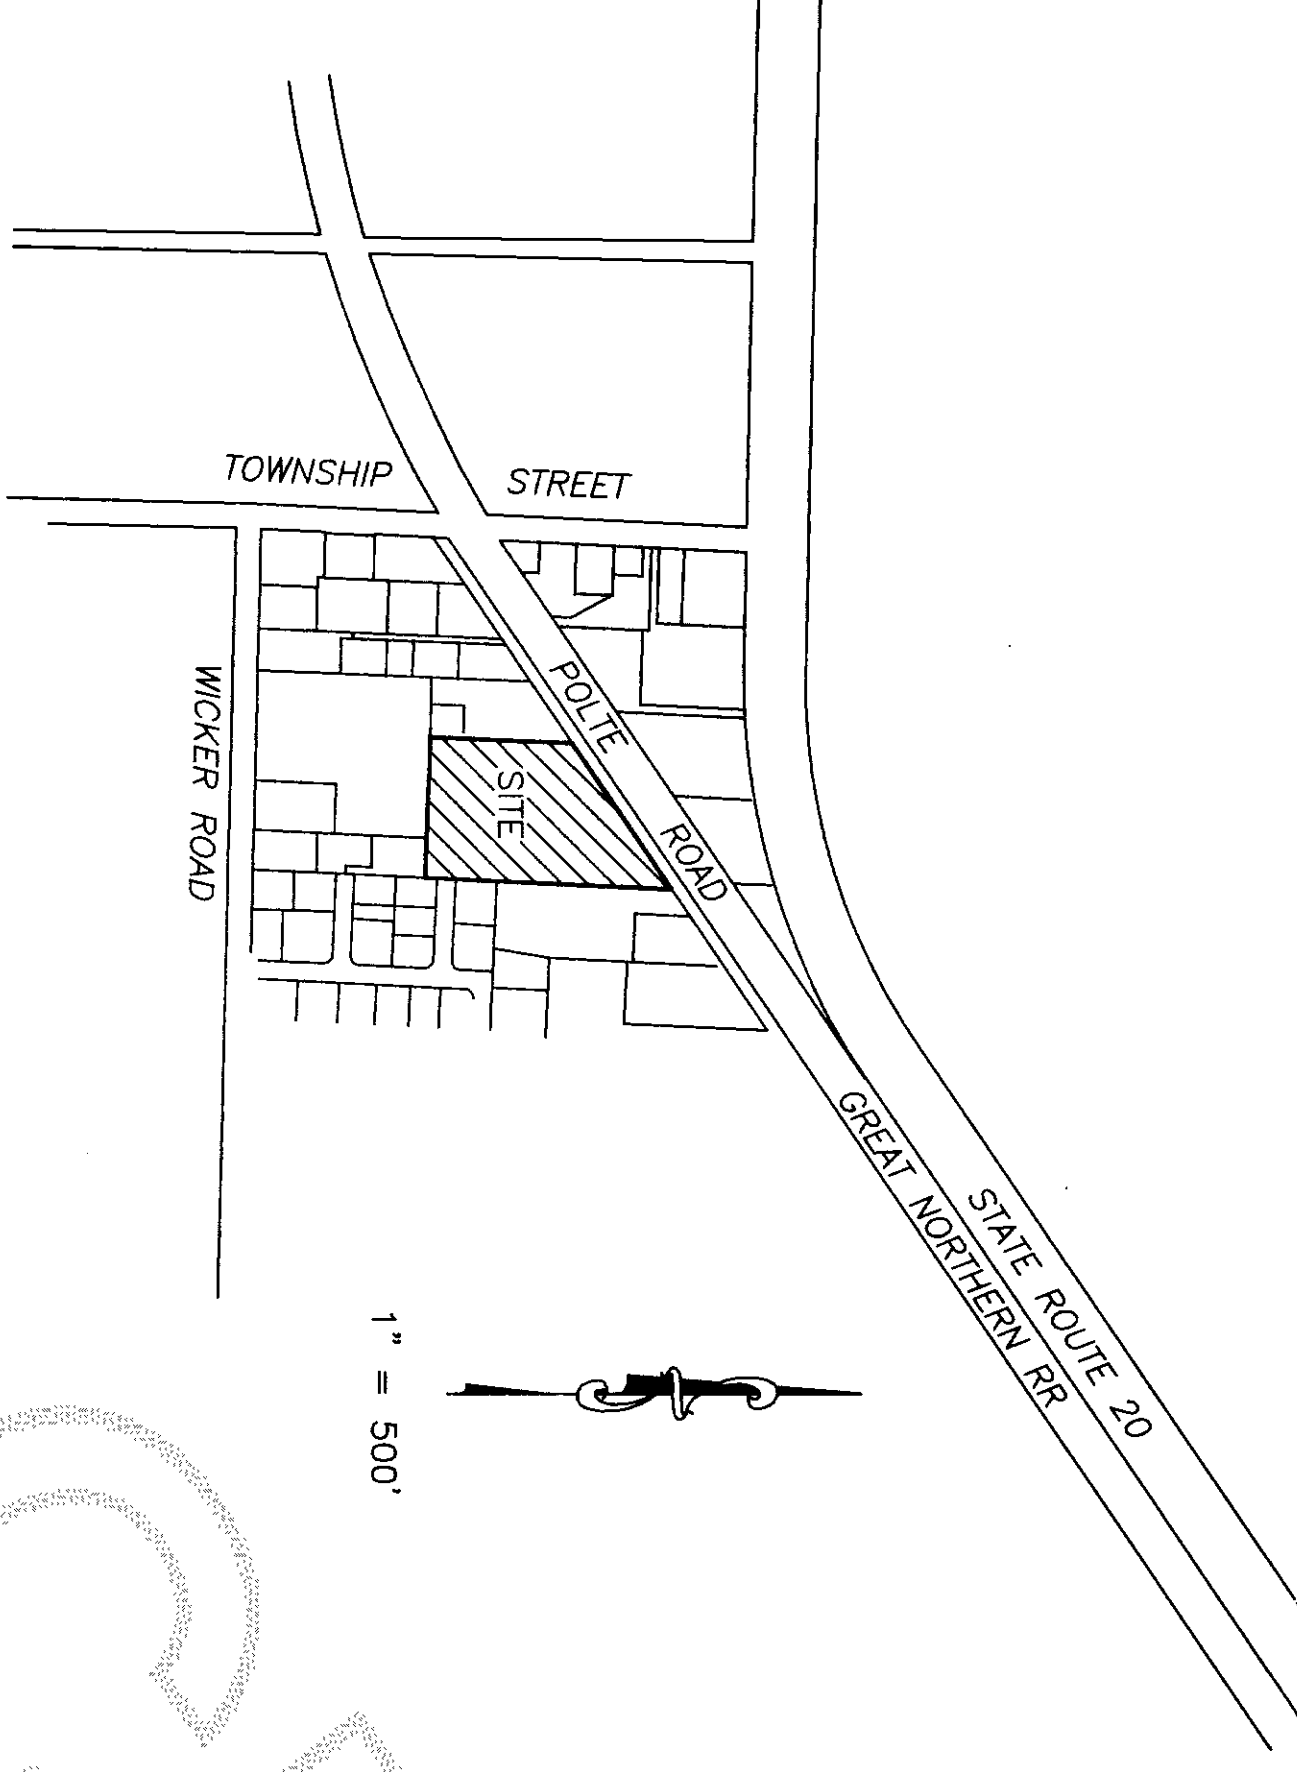 TOWNSHIP STREET
POLTE ROAD
SITE
WICKER ROAD
GREAT NORTHERN RR
STATE ROUTE 20
1" = 500'